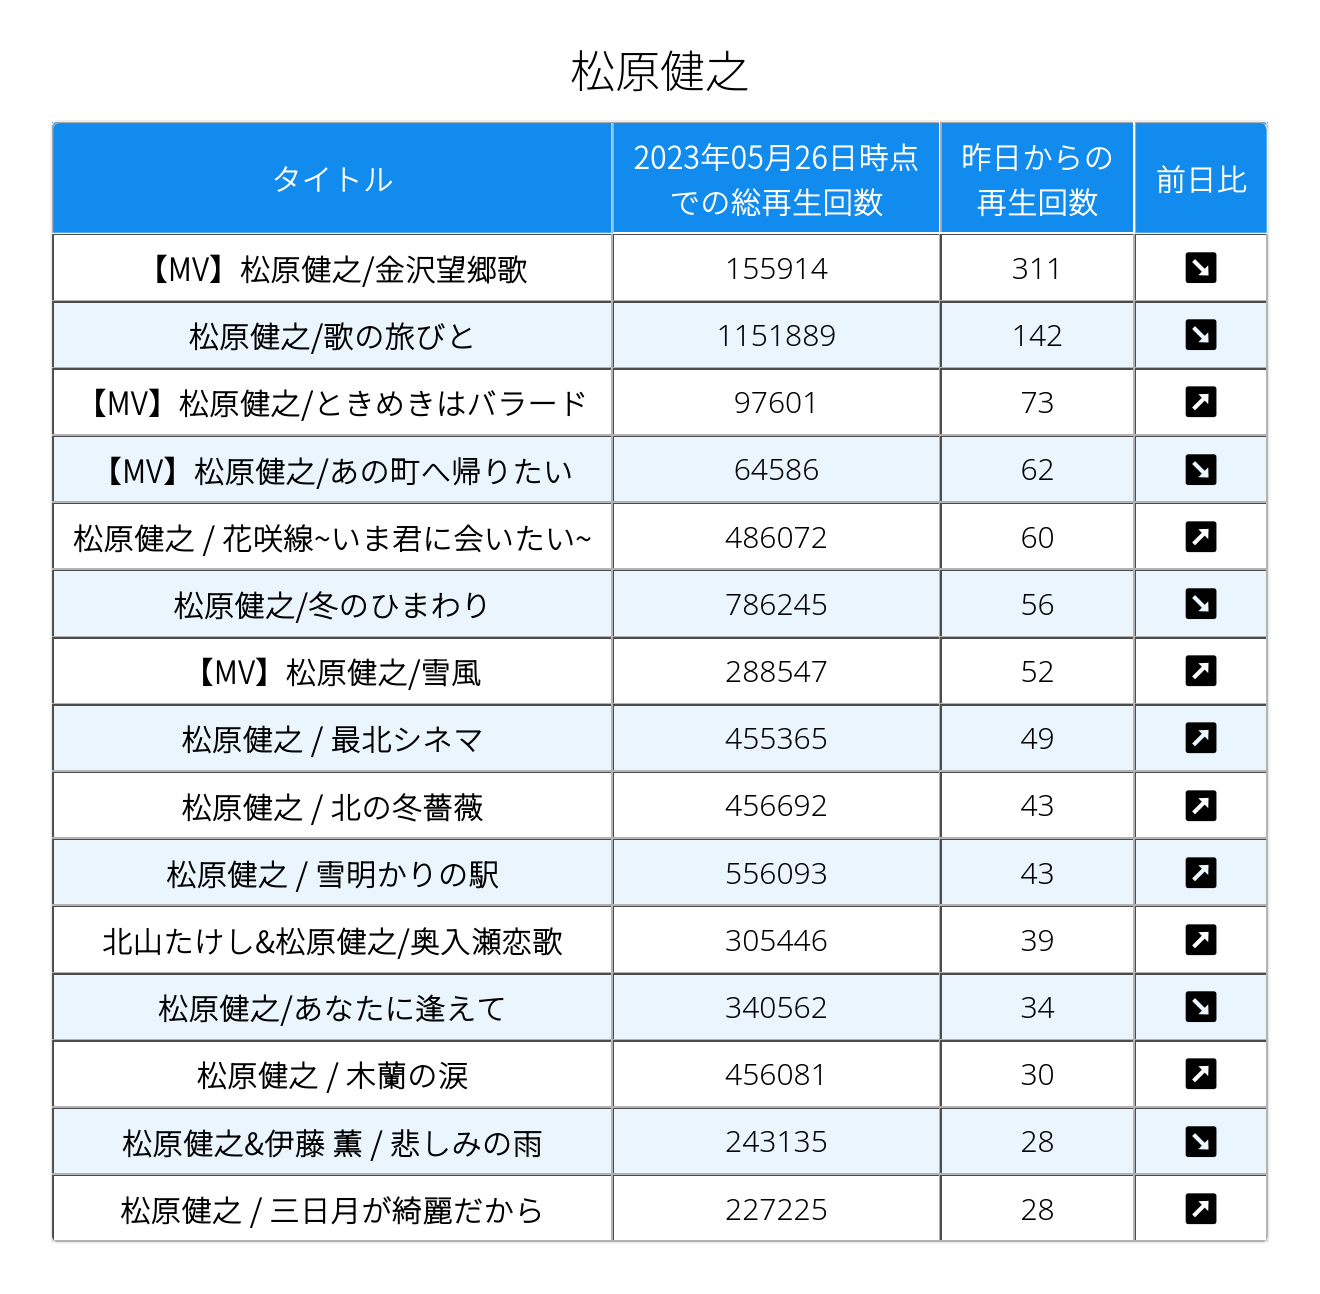 松原健之
タイトル 2023年05月26日時点での総再生回数 昨日からの再生回数 前日比
【MV】松原健之/金沢望郷歌 155914 311 ↘
松原健之/歌の旅びと 1151889 142 ↘
【MV】松原健之/ときめきはバラード 97601 73 ↗
【MV】松原健之/あの町へ帰りたい 64586 62 ↘
松原健之 / 花咲線~いま君に会いたい~ 486072 60 ↗
松原健之/冬のひまわり 786245 56 ↘
【MV】松原健之/雪風 288547 52 ↗
松原健之 / 最北シネマ 455365 49 ↗
松原健之 / 北の冬薔薇 456692 43 ↗
松原健之 / 雪明かりの駅 556093 43 ↗
北山たけし&松原健之/奥入瀬恋歌 305446 39 ↗
松原健之/あなたに逢えて 340562 34 ↘
松原健之 / 木蘭の涙 456081 30 ↗
松原健之&伊藤 薫 / 悲しみの雨 243135 28 ↘
松原健之 / 三日月が綺麗だから 227225 28 ↗